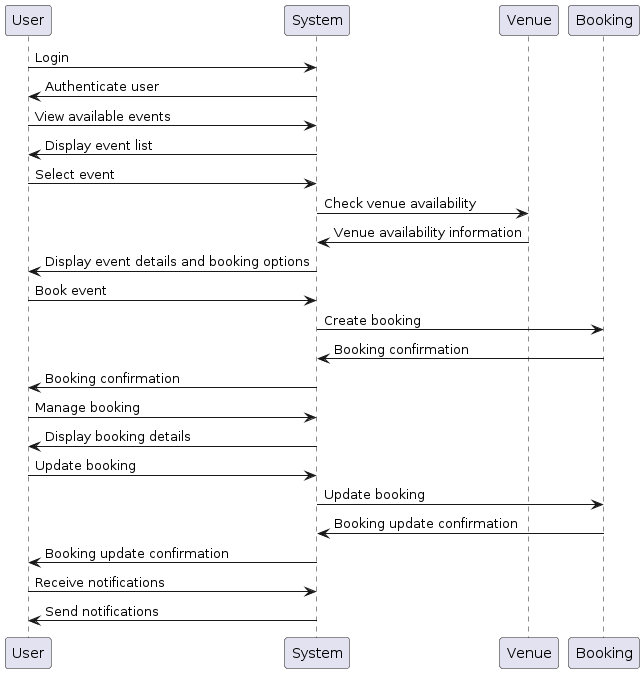 User System Venue Booking
Login
Authenticate user
View available events
Display event list
Select event
Check venue availability
Venue availability information
Display event details and booking options
Book event
Create booking
Booking confirmation
Booking confirmation
Manage booking
Display booking details
Update booking
Update booking
Booking update confirmation
Booking update confirmation
Receive notifications
Send notifications
User System Venue Booking